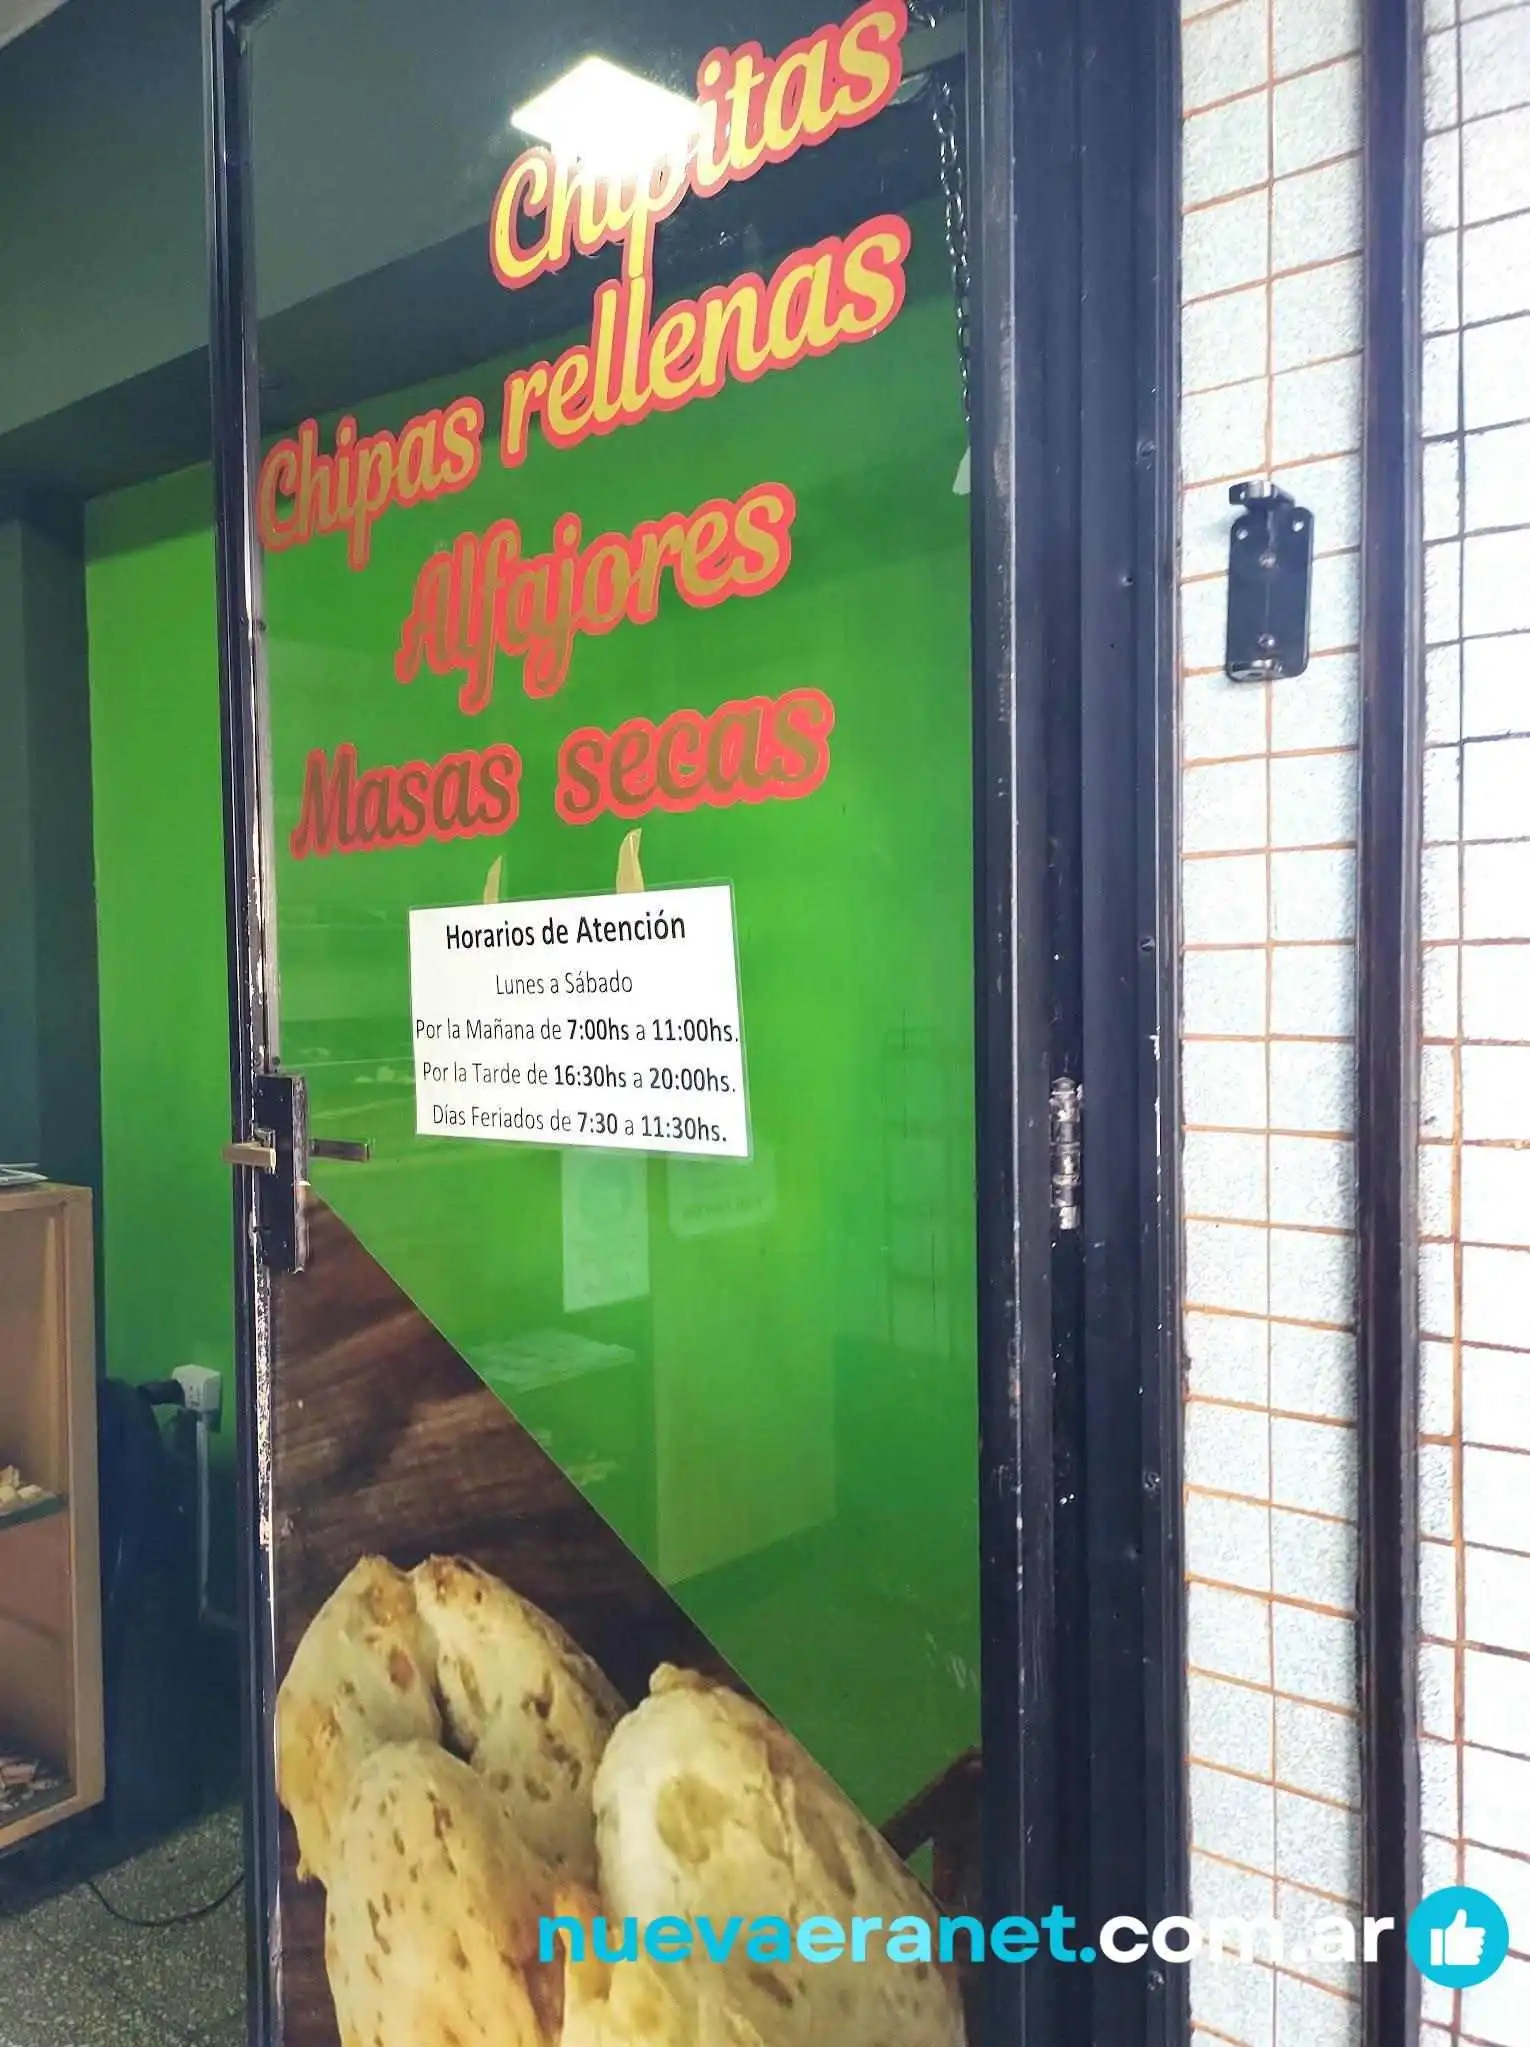 Chipitas
Chipas rellenas
Alfajores
Masas secas
Horarios de Atención
Lunes a Sábado
Por la Mañana de 7:00hs a 11:00hs.
Por la Tarde de 16:30hs a 20:00hs.
Días Feriados de 7:30 a 11:30hs.
nuevaeranet.com.ar